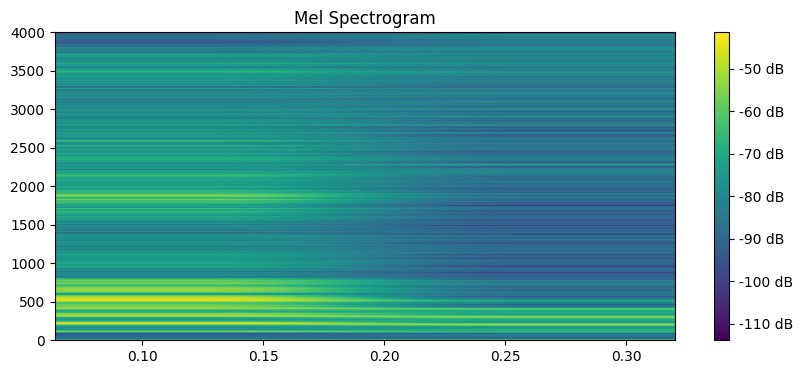 Mel Spectrogram
4000
3500
3000
2500
2000
1500
1000
500
0
0.10 0.15 0.20 0.25 0.30
-50 dB
-60 dB
-70 dB
-80 dB
-90 dB
-100 dB
-110 dB